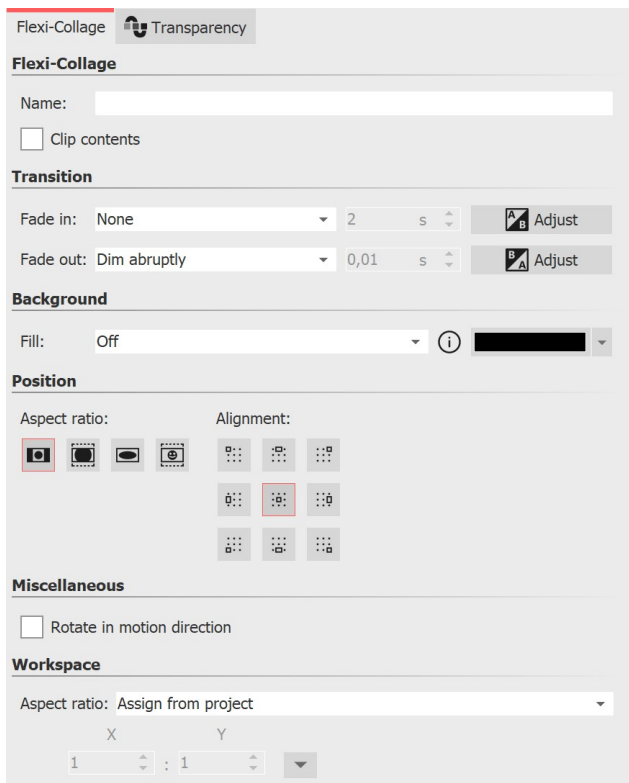 Flexi-Collage Transparency
Flexi-Collage
Name:
Clip contents
Transition
Fade in: None 2 s A B Adjust
Fade out: Dim abruptly 0,01 s B A Adjust
Background
Fill: Off i
Position
Aspect ratio: Alignment:
Miscellaneous
Rotate in motion direction
Workspace
Aspect ratio: Assign from project
X Y
1 : 1